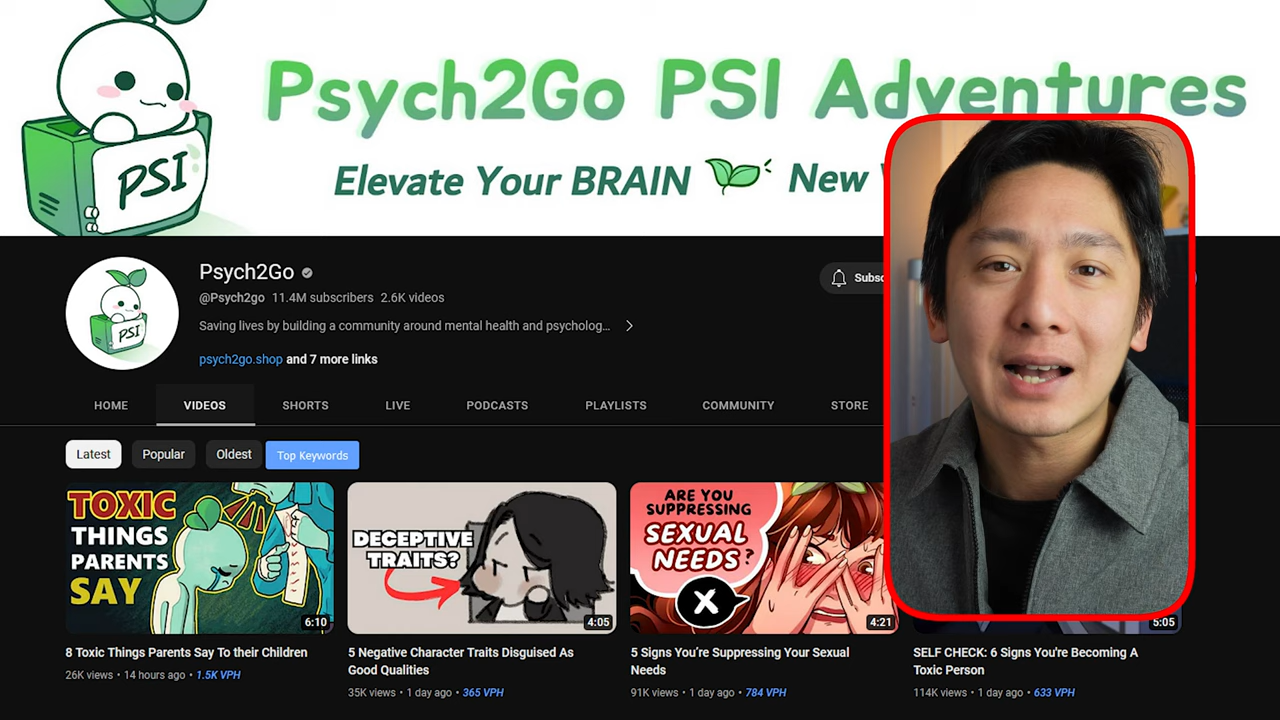 Psych2Go PSI Adventures
Elevate Your BRAIN New
PSI
PSI
Psych2Go
@Psych2go 11.4M subscribers 2.6K videos
Saving lives by building a community around mental health and psycholog...
psych2go.shop and 7 more links
Subsc
HOME VIDEOS SHORTS LIVE PODCASTS PLAYLISTS COMMUNITY STORE
Latest Popular Oldest Top Keywords
TOXIC
THINGS
PARENTS
SAY
6:10
DECEPTIVE
TRAITS?
4:05
ARE YOU
SUPPRESSING
SEXUAL
NEEDS?
X
4:21
5:05
8 Toxic Things Parents Say To their Children
26K views • 14 hours ago • 1.5K VPH
5 Negative Character Traits Disguised As
Good Qualities
35K views • 1 day ago • 365 VPH
5 Signs You’re Suppressing Your Sexual
Needs
91K views • 1 day ago • 784 VPH
SELF CHECK: 6 Signs You're Becoming A
Toxic Person
114K views • 1 day ago • 633 VPH